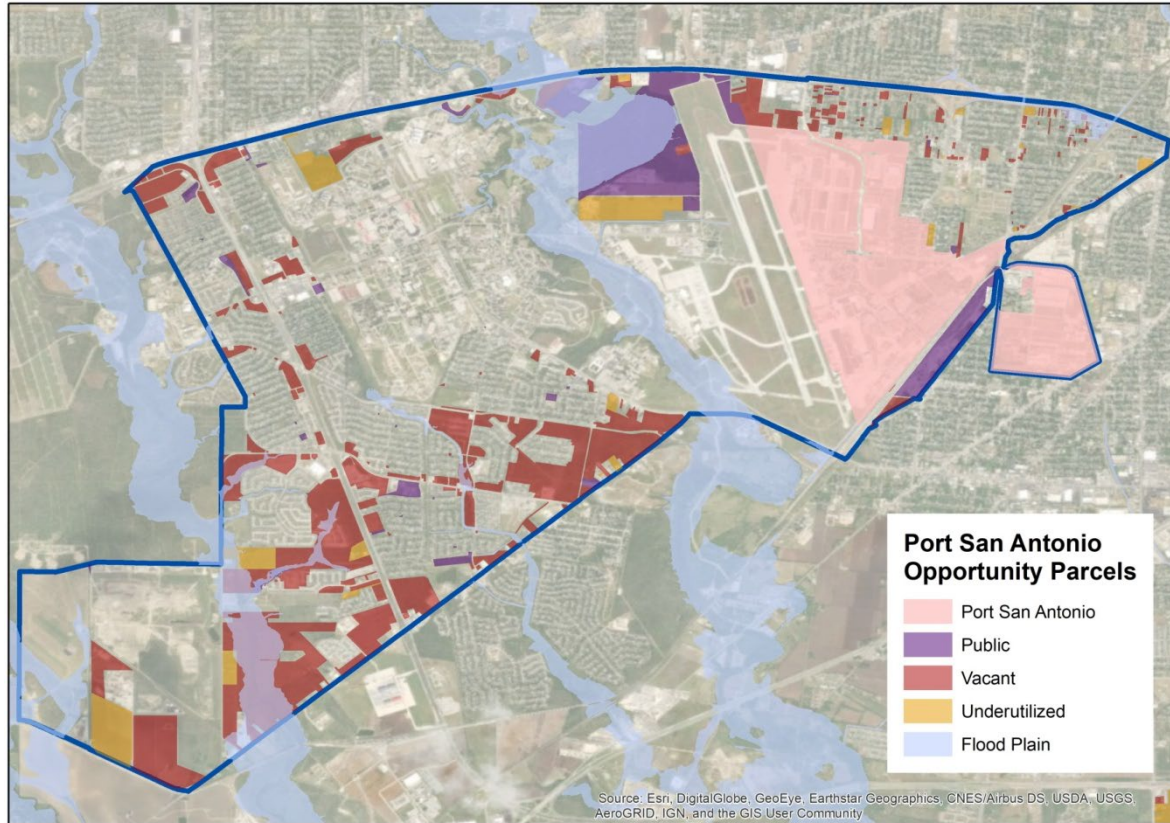 Port San Antonio
Opportunity Parcels
Port San Antonio
Public
Vacant
Underutilized
Flood Plain
Source: Esri, DigitalGlobe, GeoEye, Earthstar Geographics, CNES/Airbus DS, USDA, USGS,
AeroGRID, IGN, and the GIS User Community